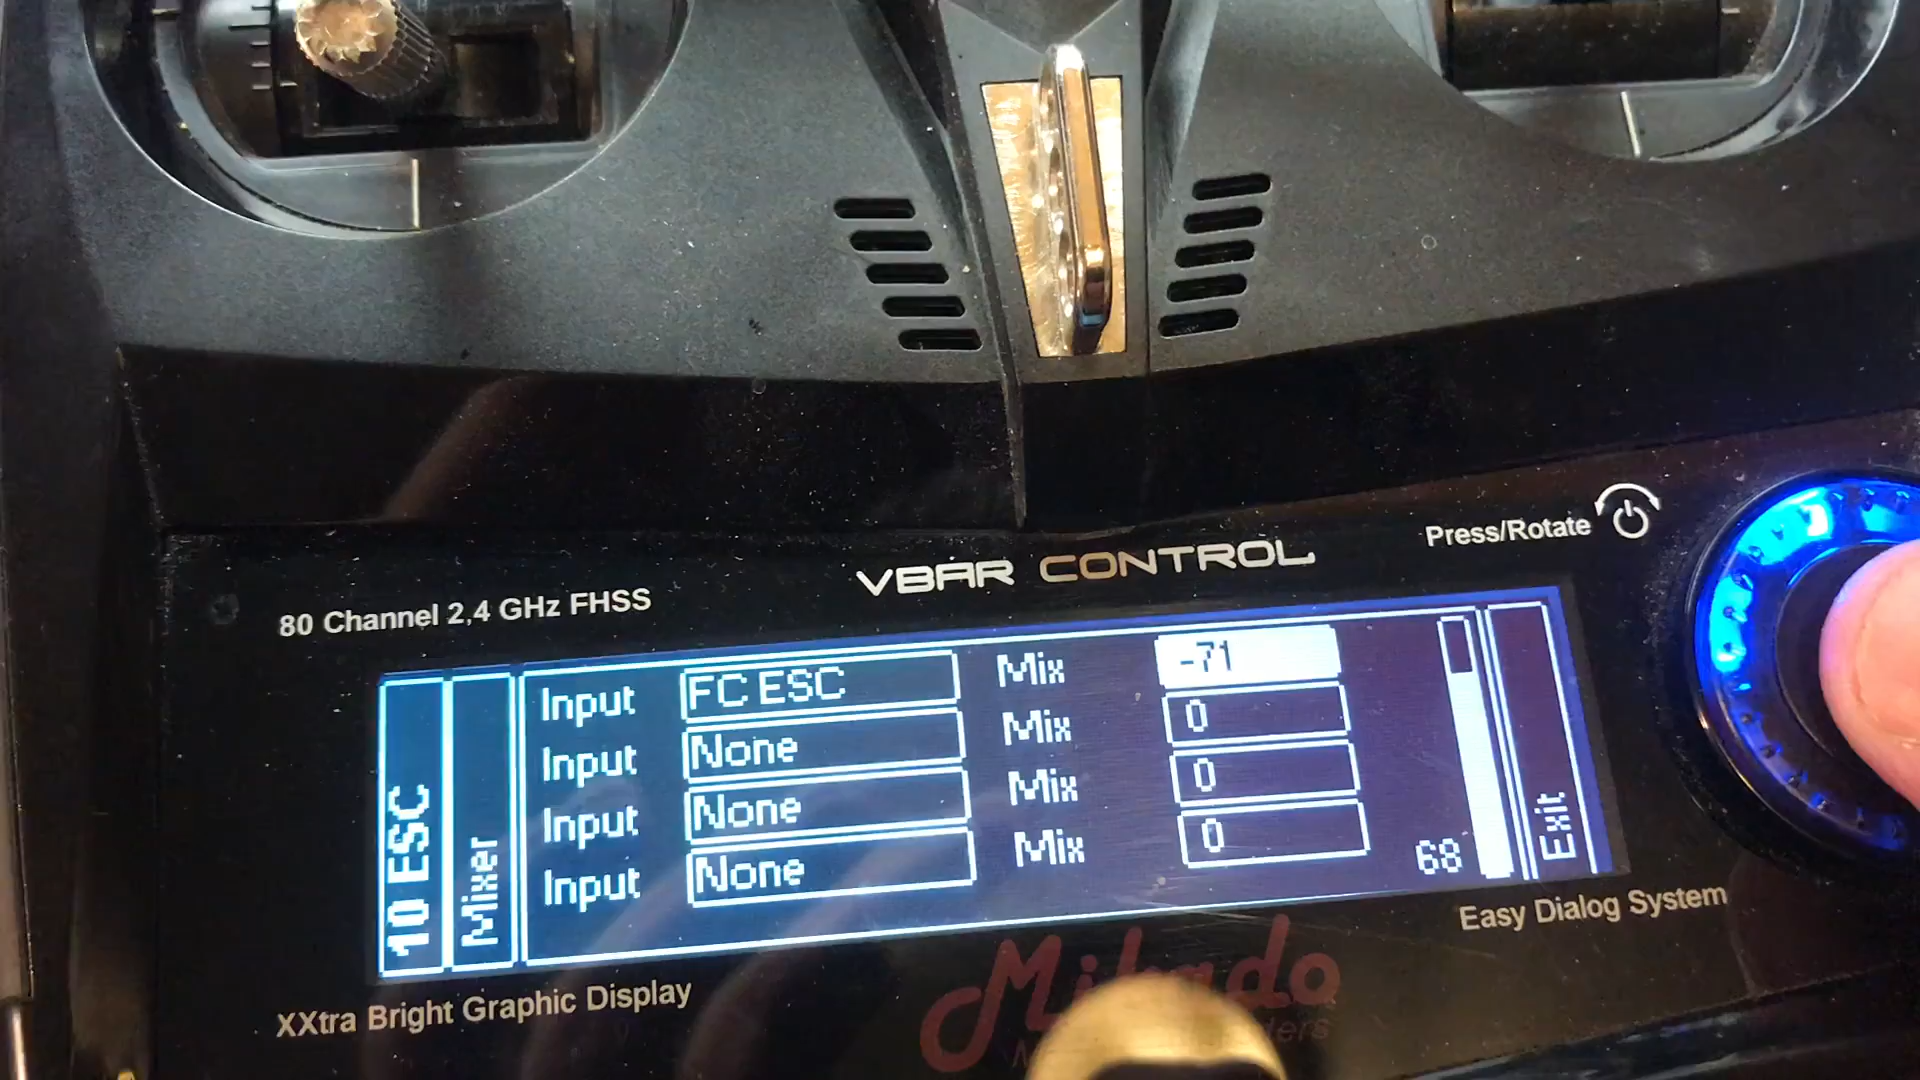 Press/Rotate
VBAR CONTROL
80 Channel 2,4 GHz FHSS
10 ESC
Mixer
Input FC ESC Mix -71
Input None Mix 0
Input None Mix 0
Input None Mix 0
68
Exit
Easy Dialog System
XXtra Bright Graphic Display
Mikado